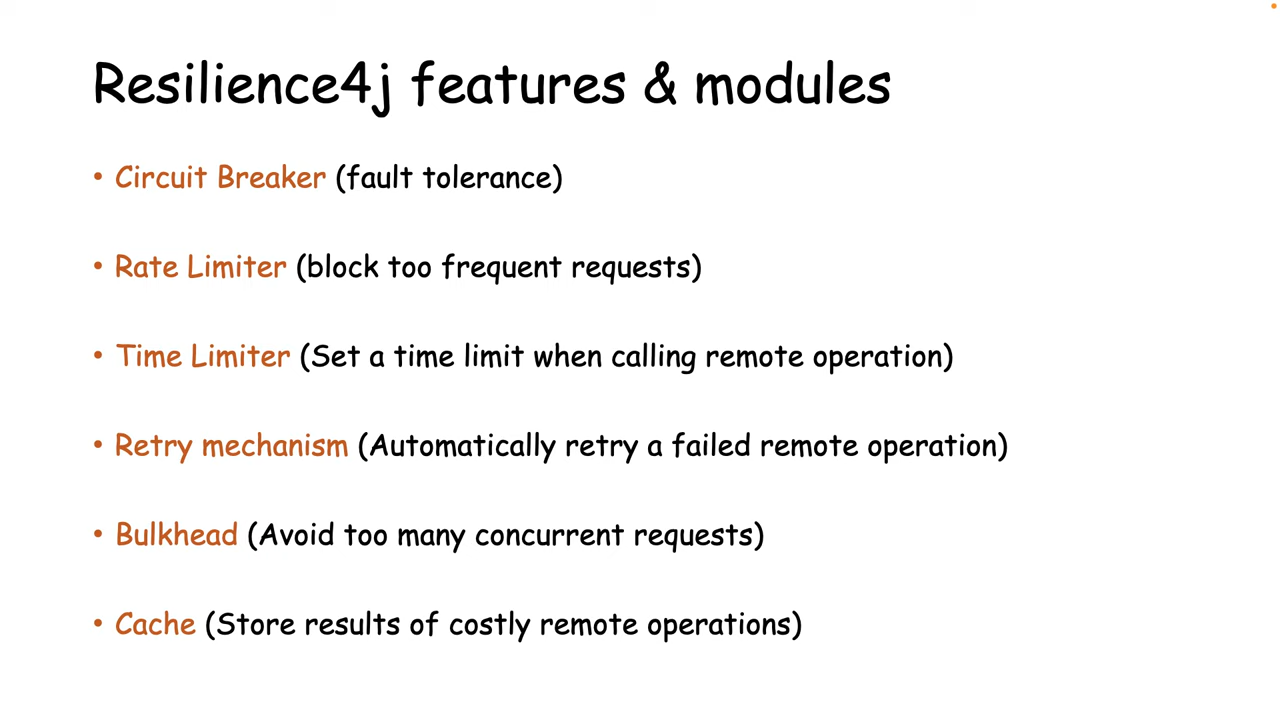 Resilience4j features & modules
• Circuit Breaker (fault tolerance)
• Rate Limiter (block too frequent requests)
• Time Limiter (Set a time limit when calling remote operation)
• Retry mechanism (Automatically retry a failed remote operation)
• Bulkhead (Avoid too many concurrent requests)
• Cache (Store results of costly remote operations)